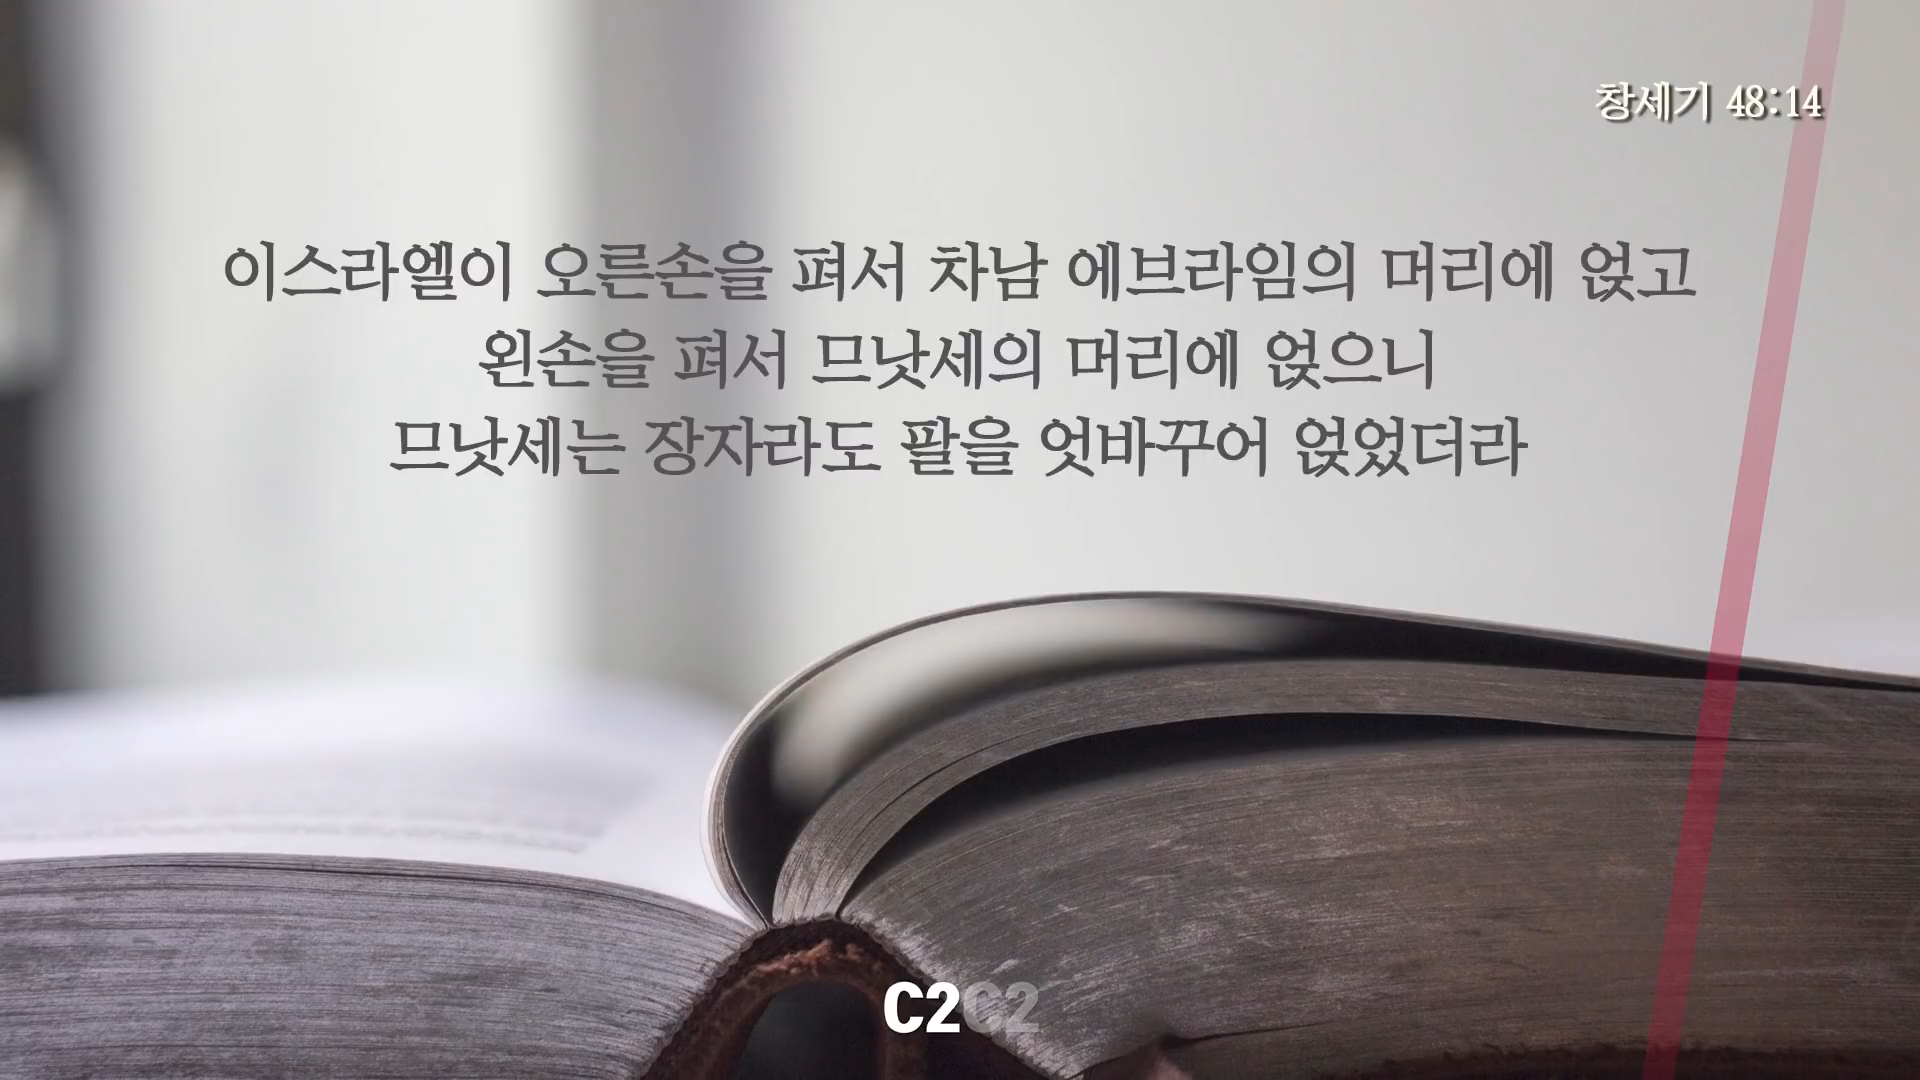 창세기 48:14
이스라엘이 오른손을 펴서 차남 에브라임의 머리에 얹고
왼손을 펴서 므낫세의 머리에 얹으니
므낫세는 장자라도 팔을 엇바꾸어 얹었더라
C2C2